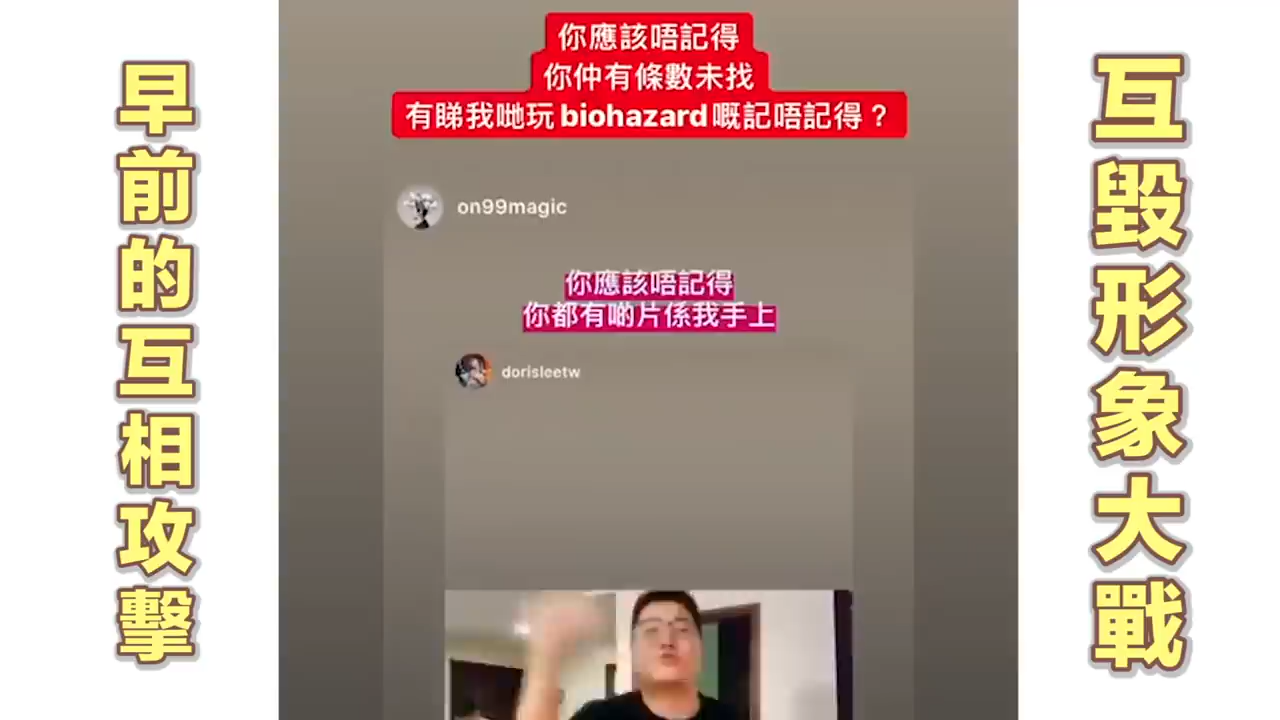 早前的互相攻擊
你應該唔記得
你仲有條數未找
有睇我哋玩biohazard嘅記唔記得？
on99magic
你應該唔記得
你都有啲片係我手上
dorisleetw
互毀形象大戰